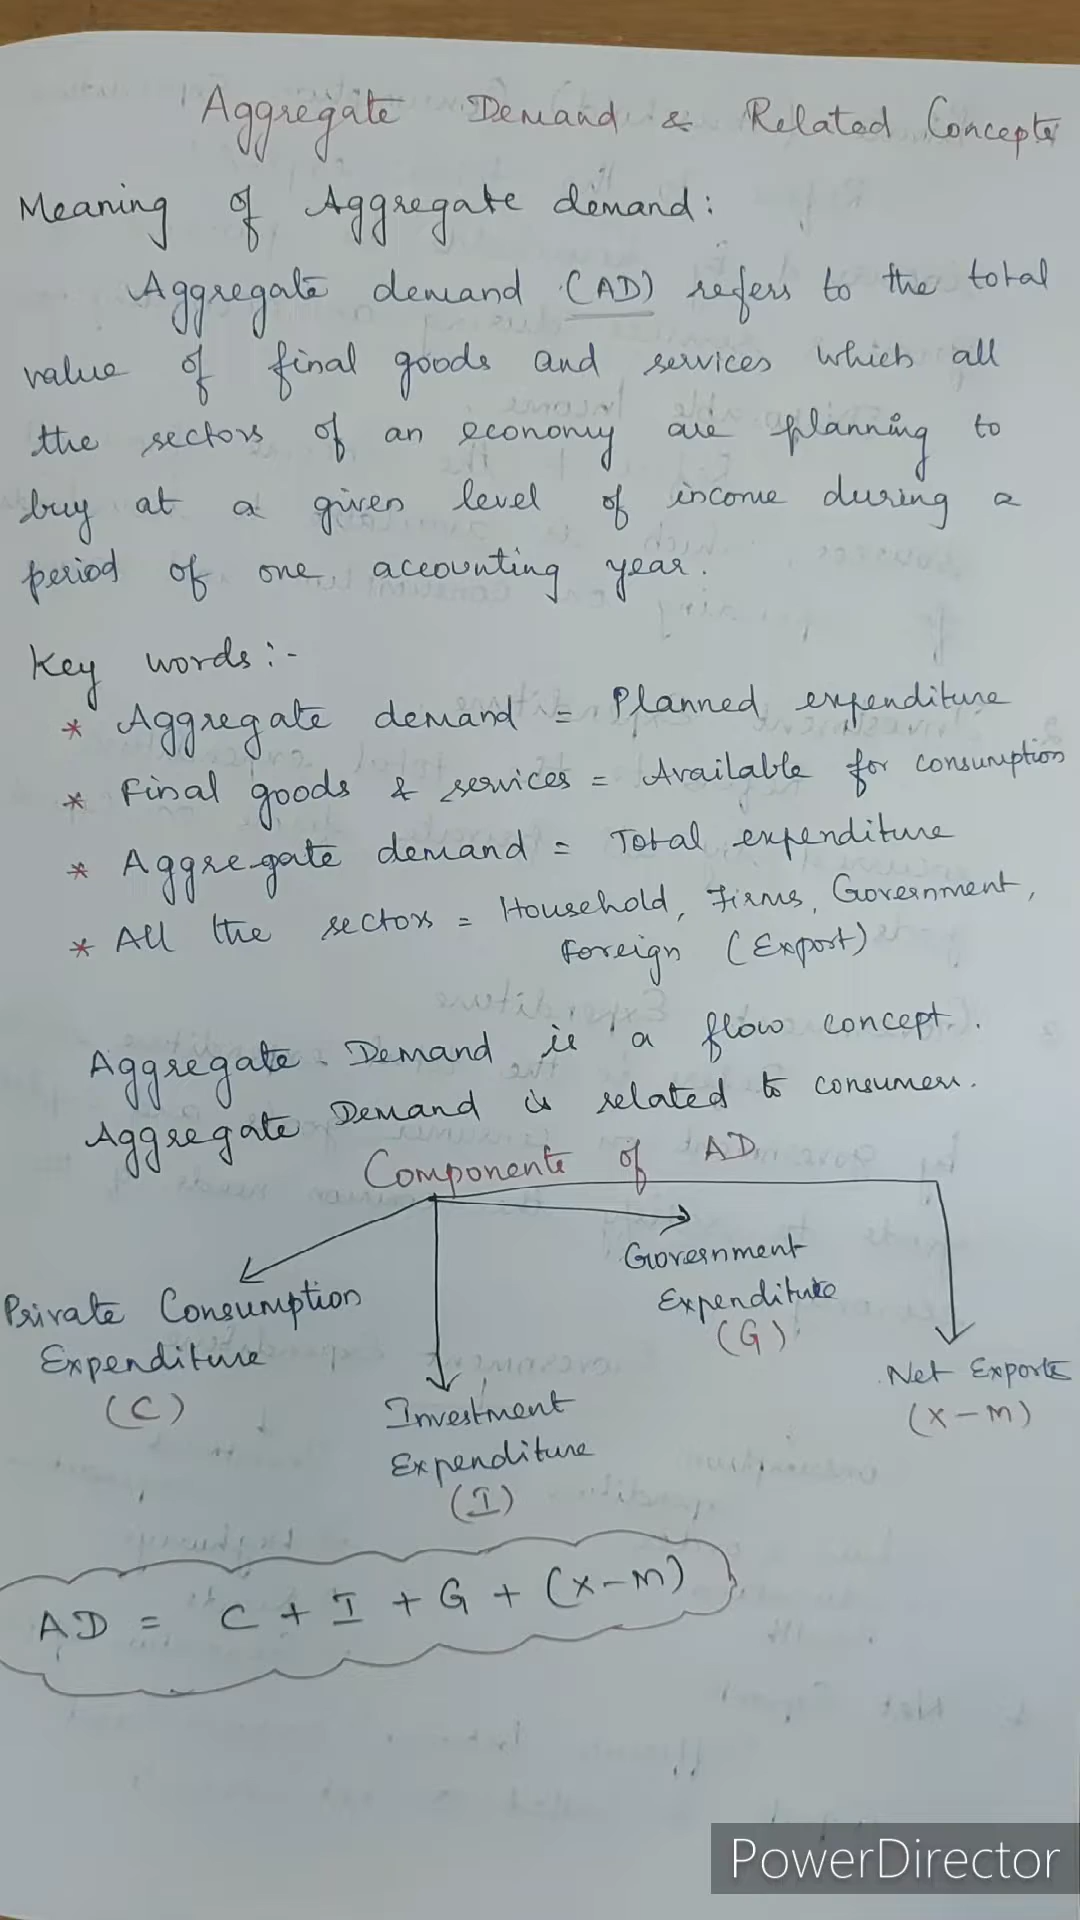 Aggregate Demand & Related Concepts
Meaning of Aggregate demand:
Aggregate demand (AD) refers to the total
value of final goods and services which all
the sectors of an economy are planning to
buy at a given level of income during a
period of one accounting year.
Key words:-
* Aggregate demand = Planned expenditure
* Final goods & services = Available for consumption
* Aggre-gate demand = Total expenditure
* All the sectors = Household, Firms, Government,
Foreign (Export)
Aggregate Demand is a flow concept.
Aggregate Demand is related to consumers.
Components of AD
Private Consumption
Expenditure
(C)
Investment
Expenditure
(I)
Government
Expenditure
(G)
Net Exports
(X-M)
AD = C + I + G + (X-M)
PowerDirector